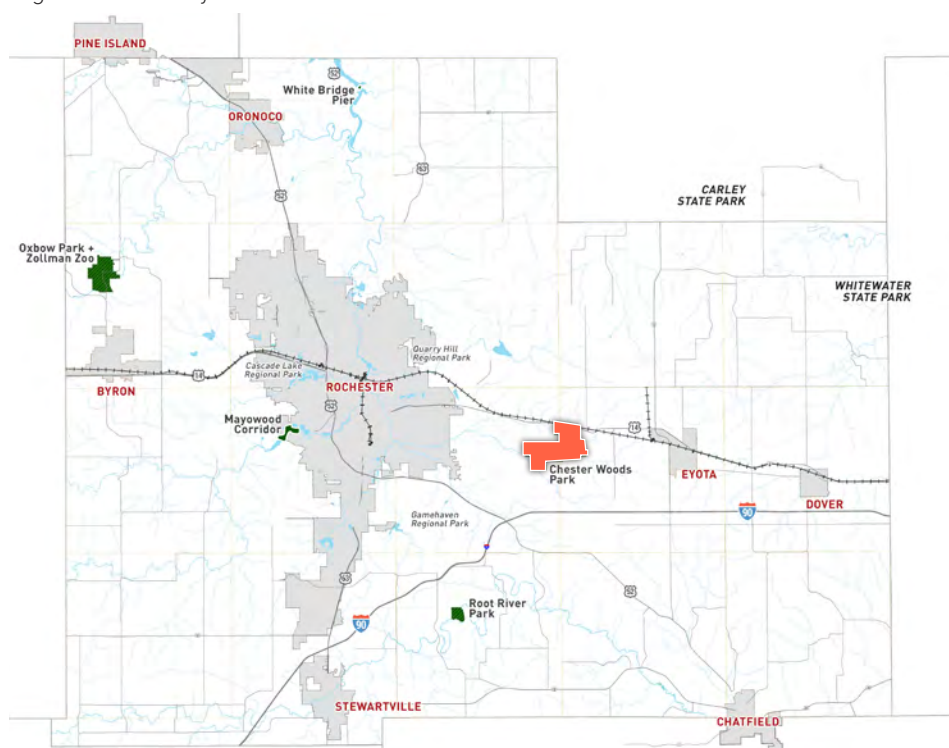 PINE ISLAND
52
White Bridge
Pier
ORONOCO
63
52
CARLEY
STATE PARK
Oxbow Park +
Zollman Zoo
WHITEWATER
STATE PARK
Quarry Hill
Regional Park
14
Cascade Lake
Regional Park
ROCHESTER
BYRON
52
Mayowood
Corridor
14
Chester Woods
Park
EYOTA
DOVER
Gamehaven
Regional Park
90
63
52
Root River
Park
90
STEWARTVILLE
CHATFIELD